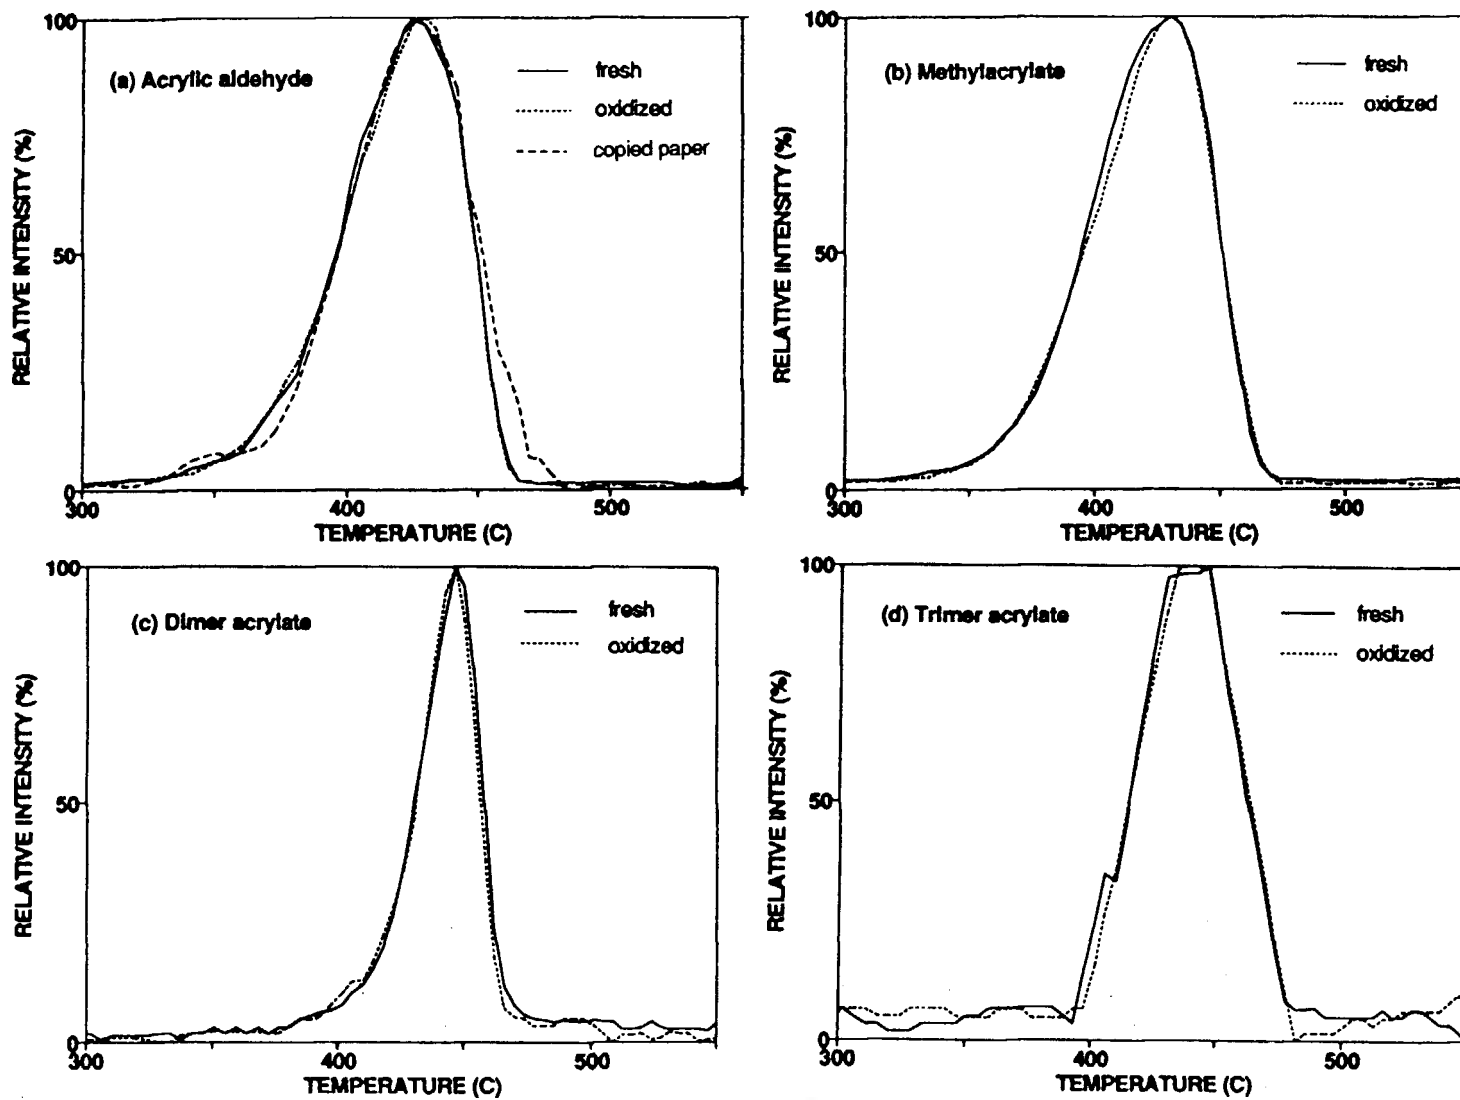 100
(a) Acrylic aldehyde
fresh
oxidized
copied paper
RELATIVE INTENSITY (%)
50
0
300
400
500
TEMPERATURE (C)
100
(b) Methylacrylate
fresh
oxidized
RELATIVE INTENSITY (%)
50
0
300
400
500
TEMPERATURE (C)
100
(c) Dimer acrylate
fresh
oxidized
RELATIVE INTENSITY (%)
50
0
300
400
500
TEMPERATURE (C)
100
(d) Trimer acrylate
fresh
oxidized
RELATIVE INTENSITY (%)
50
0
300
400
500
TEMPERATURE (C)